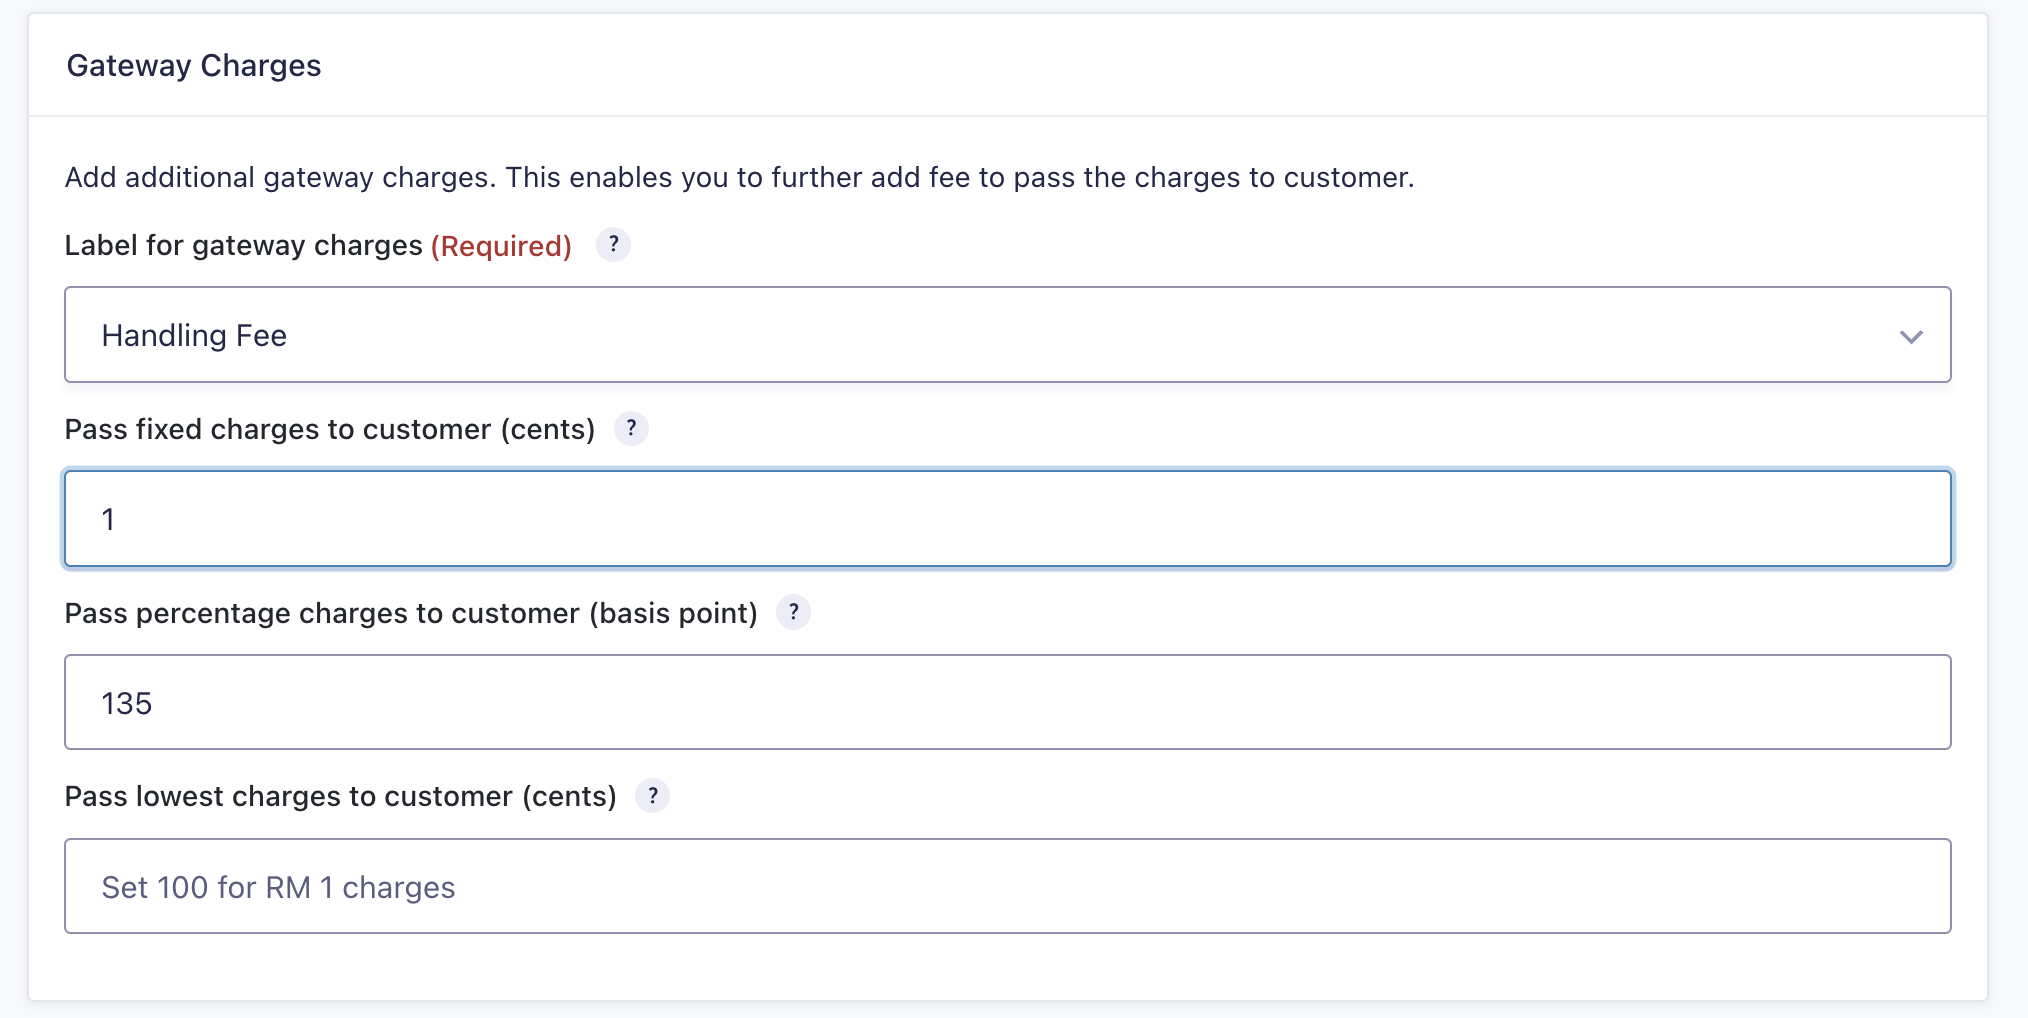 Gateway Charges
Add additional gateway charges. This enables you to further add fee to pass the charges to customer.
Label for gateway charges (Required) ?
Handling Fee
Pass fixed charges to customer (cents) ?
1
Pass percentage charges to customer (basis point) ?
135
Pass lowest charges to customer (cents) ?
Set 100 for RM 1 charges